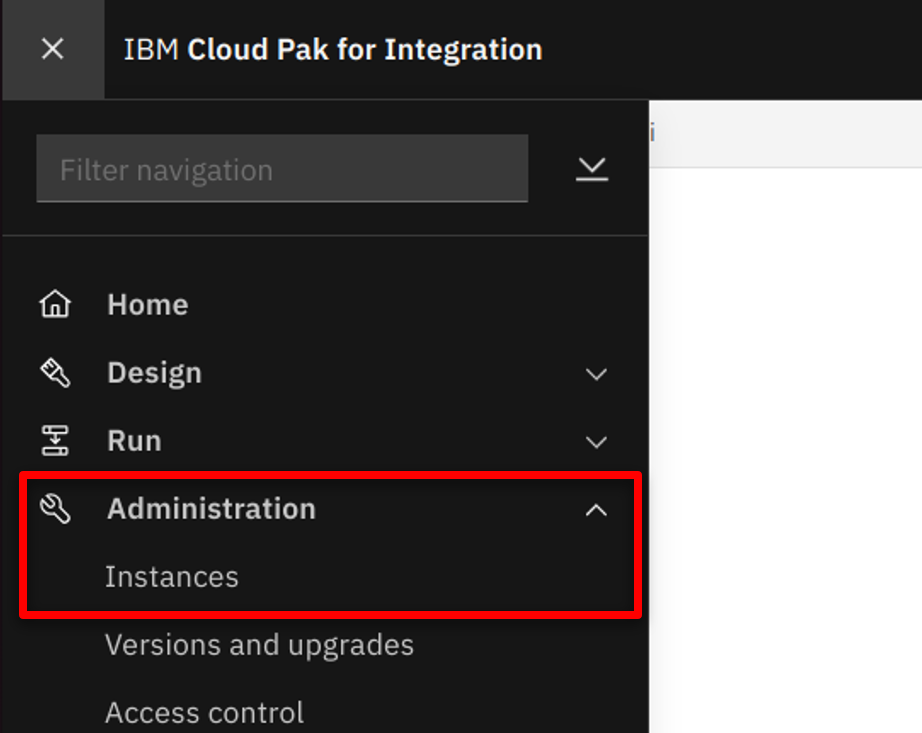 IBM Cloud Pak for Integration
Filter navigation
i
Home
Design
Run
Administration
Instances
Versions and upgrades
Access control